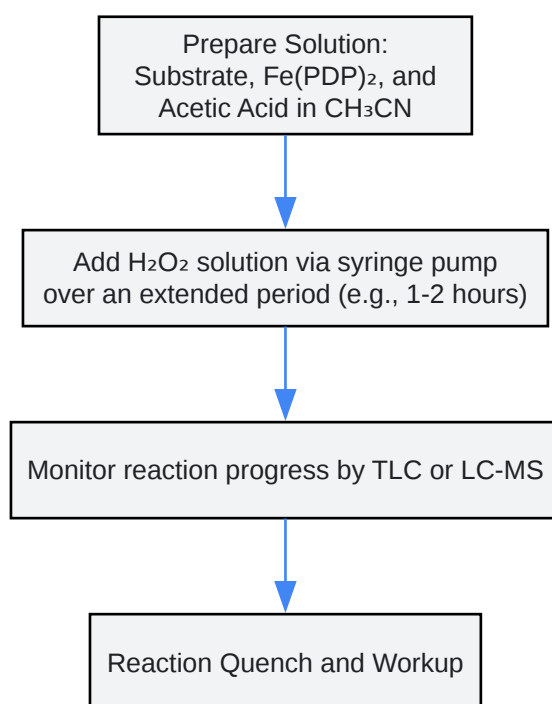 Prepare Solution:
Substrate, Fe(PDP)₂, and
Acetic Acid in CH₃CN
Add H₂O₂ solution via syringe pump
over an extended period (e.g., 1-2 hours)
Monitor reaction progress by TLC or LC-MS
Reaction Quench and Workup